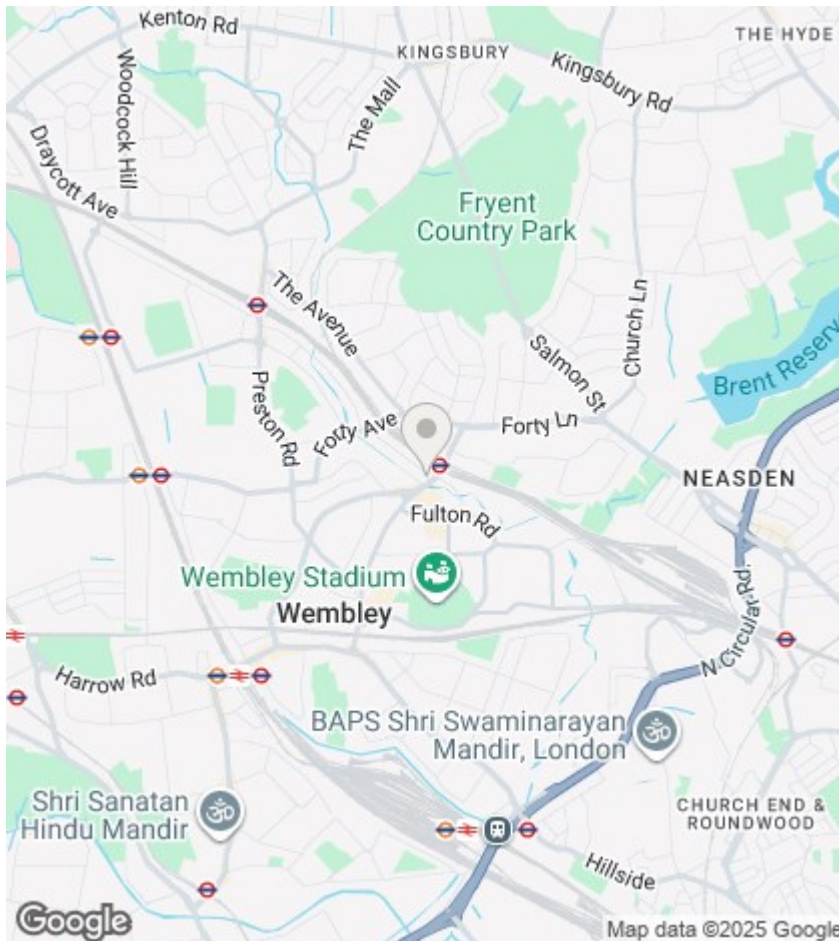 Kenton Rd
KINGSBURY
THE HYDE
Woodcock Hill
The Mall
Kingsbury Rd
Draycott Ave
Fryent
Country Park
The Avenue
Church Ln
Salmon St
Brent Reserv
Preston Rd
Forty Ave
Forty Ln
NEASDEN
Fulton Rd
Wembley Stadium
Wembley
N Circular Rd.
Harrow Rd
BAPS Shri Swaminarayan
Mandir, London
Shri Sanatan
Hindu Mandir
CHURCH END &
ROUNDWOOD
Hillside
Google
Map data ©2025 Google